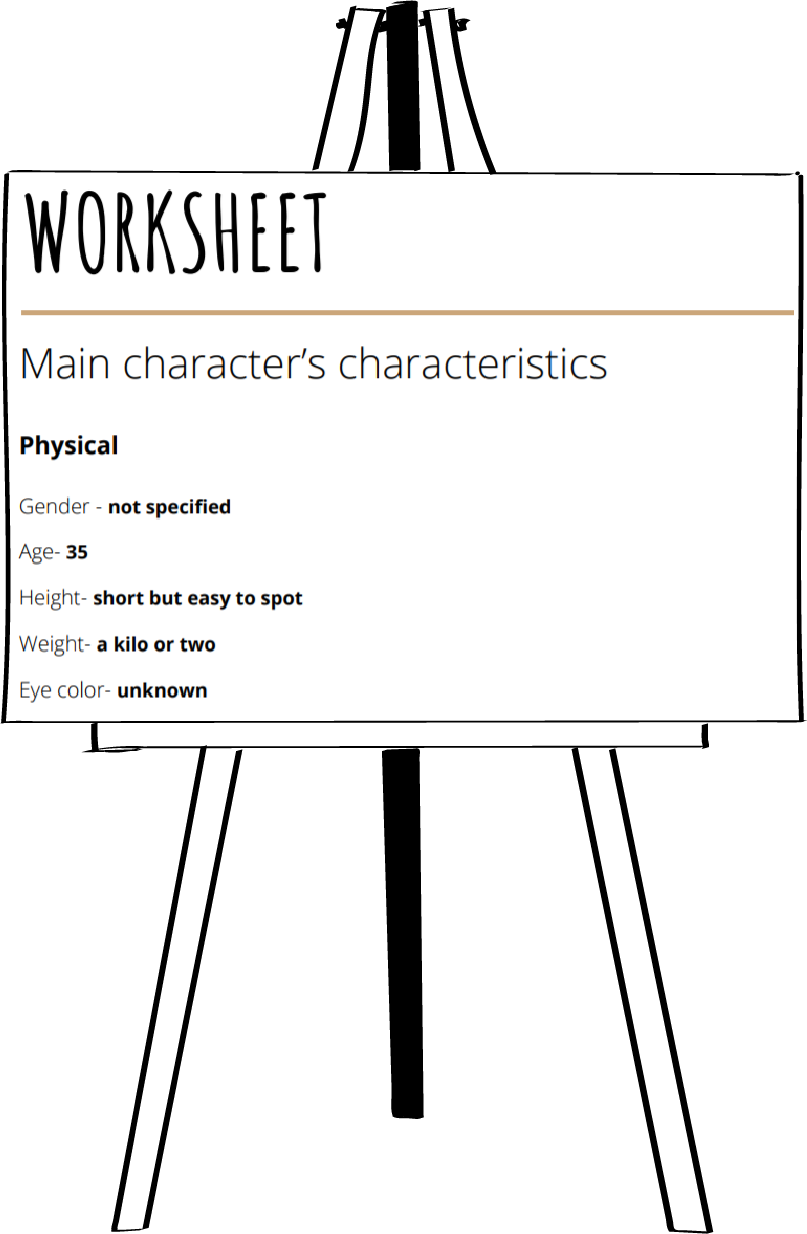 WORKSHEET
Main character’s characteristics
Physical
Gender - not specified
Age- 35
Height- short but easy to spot
Weight- a kilo or two
Eye color- unknown